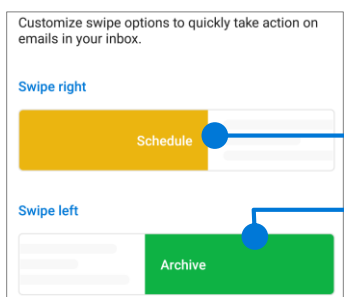 Customize swipe options to quickly take action on
emails in your inbox.
Swipe right
Schedule
Swipe left
Archive